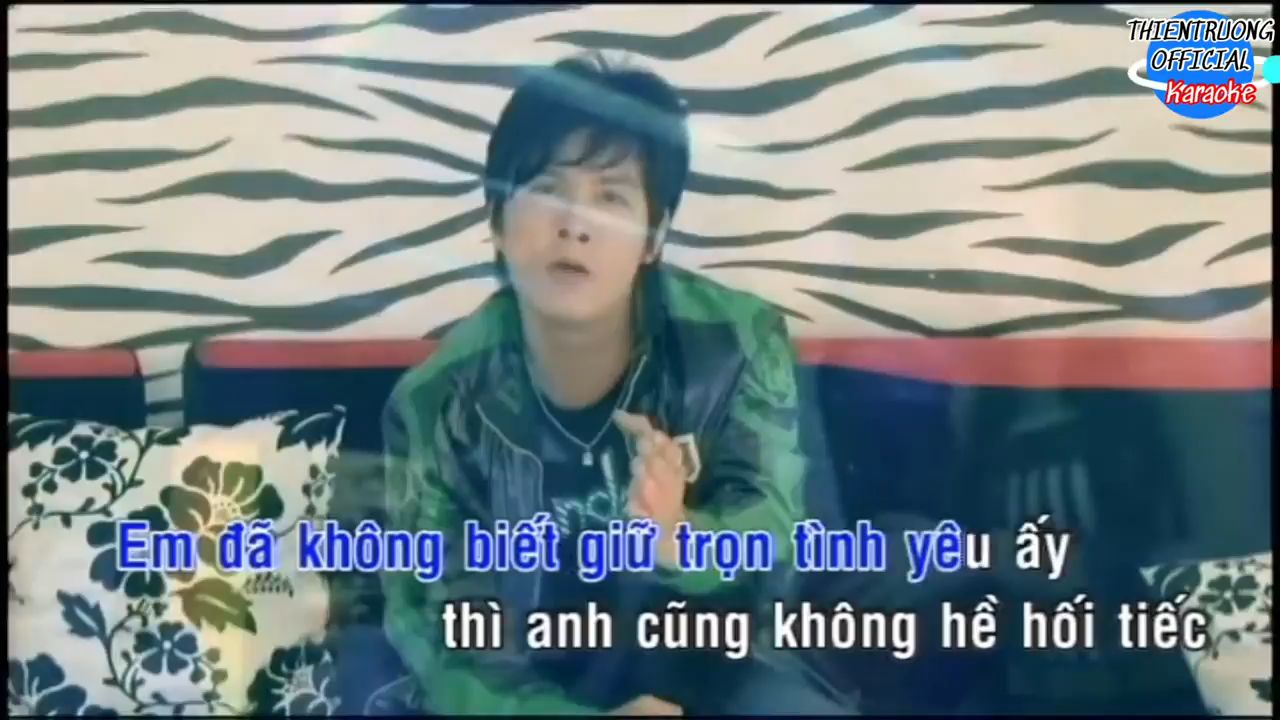 THIENTRUONG
OFFICIAL
Karaoke
Em đã không biết giữ trọn tình yêu ấy
thì anh cũng không hề hối tiếc